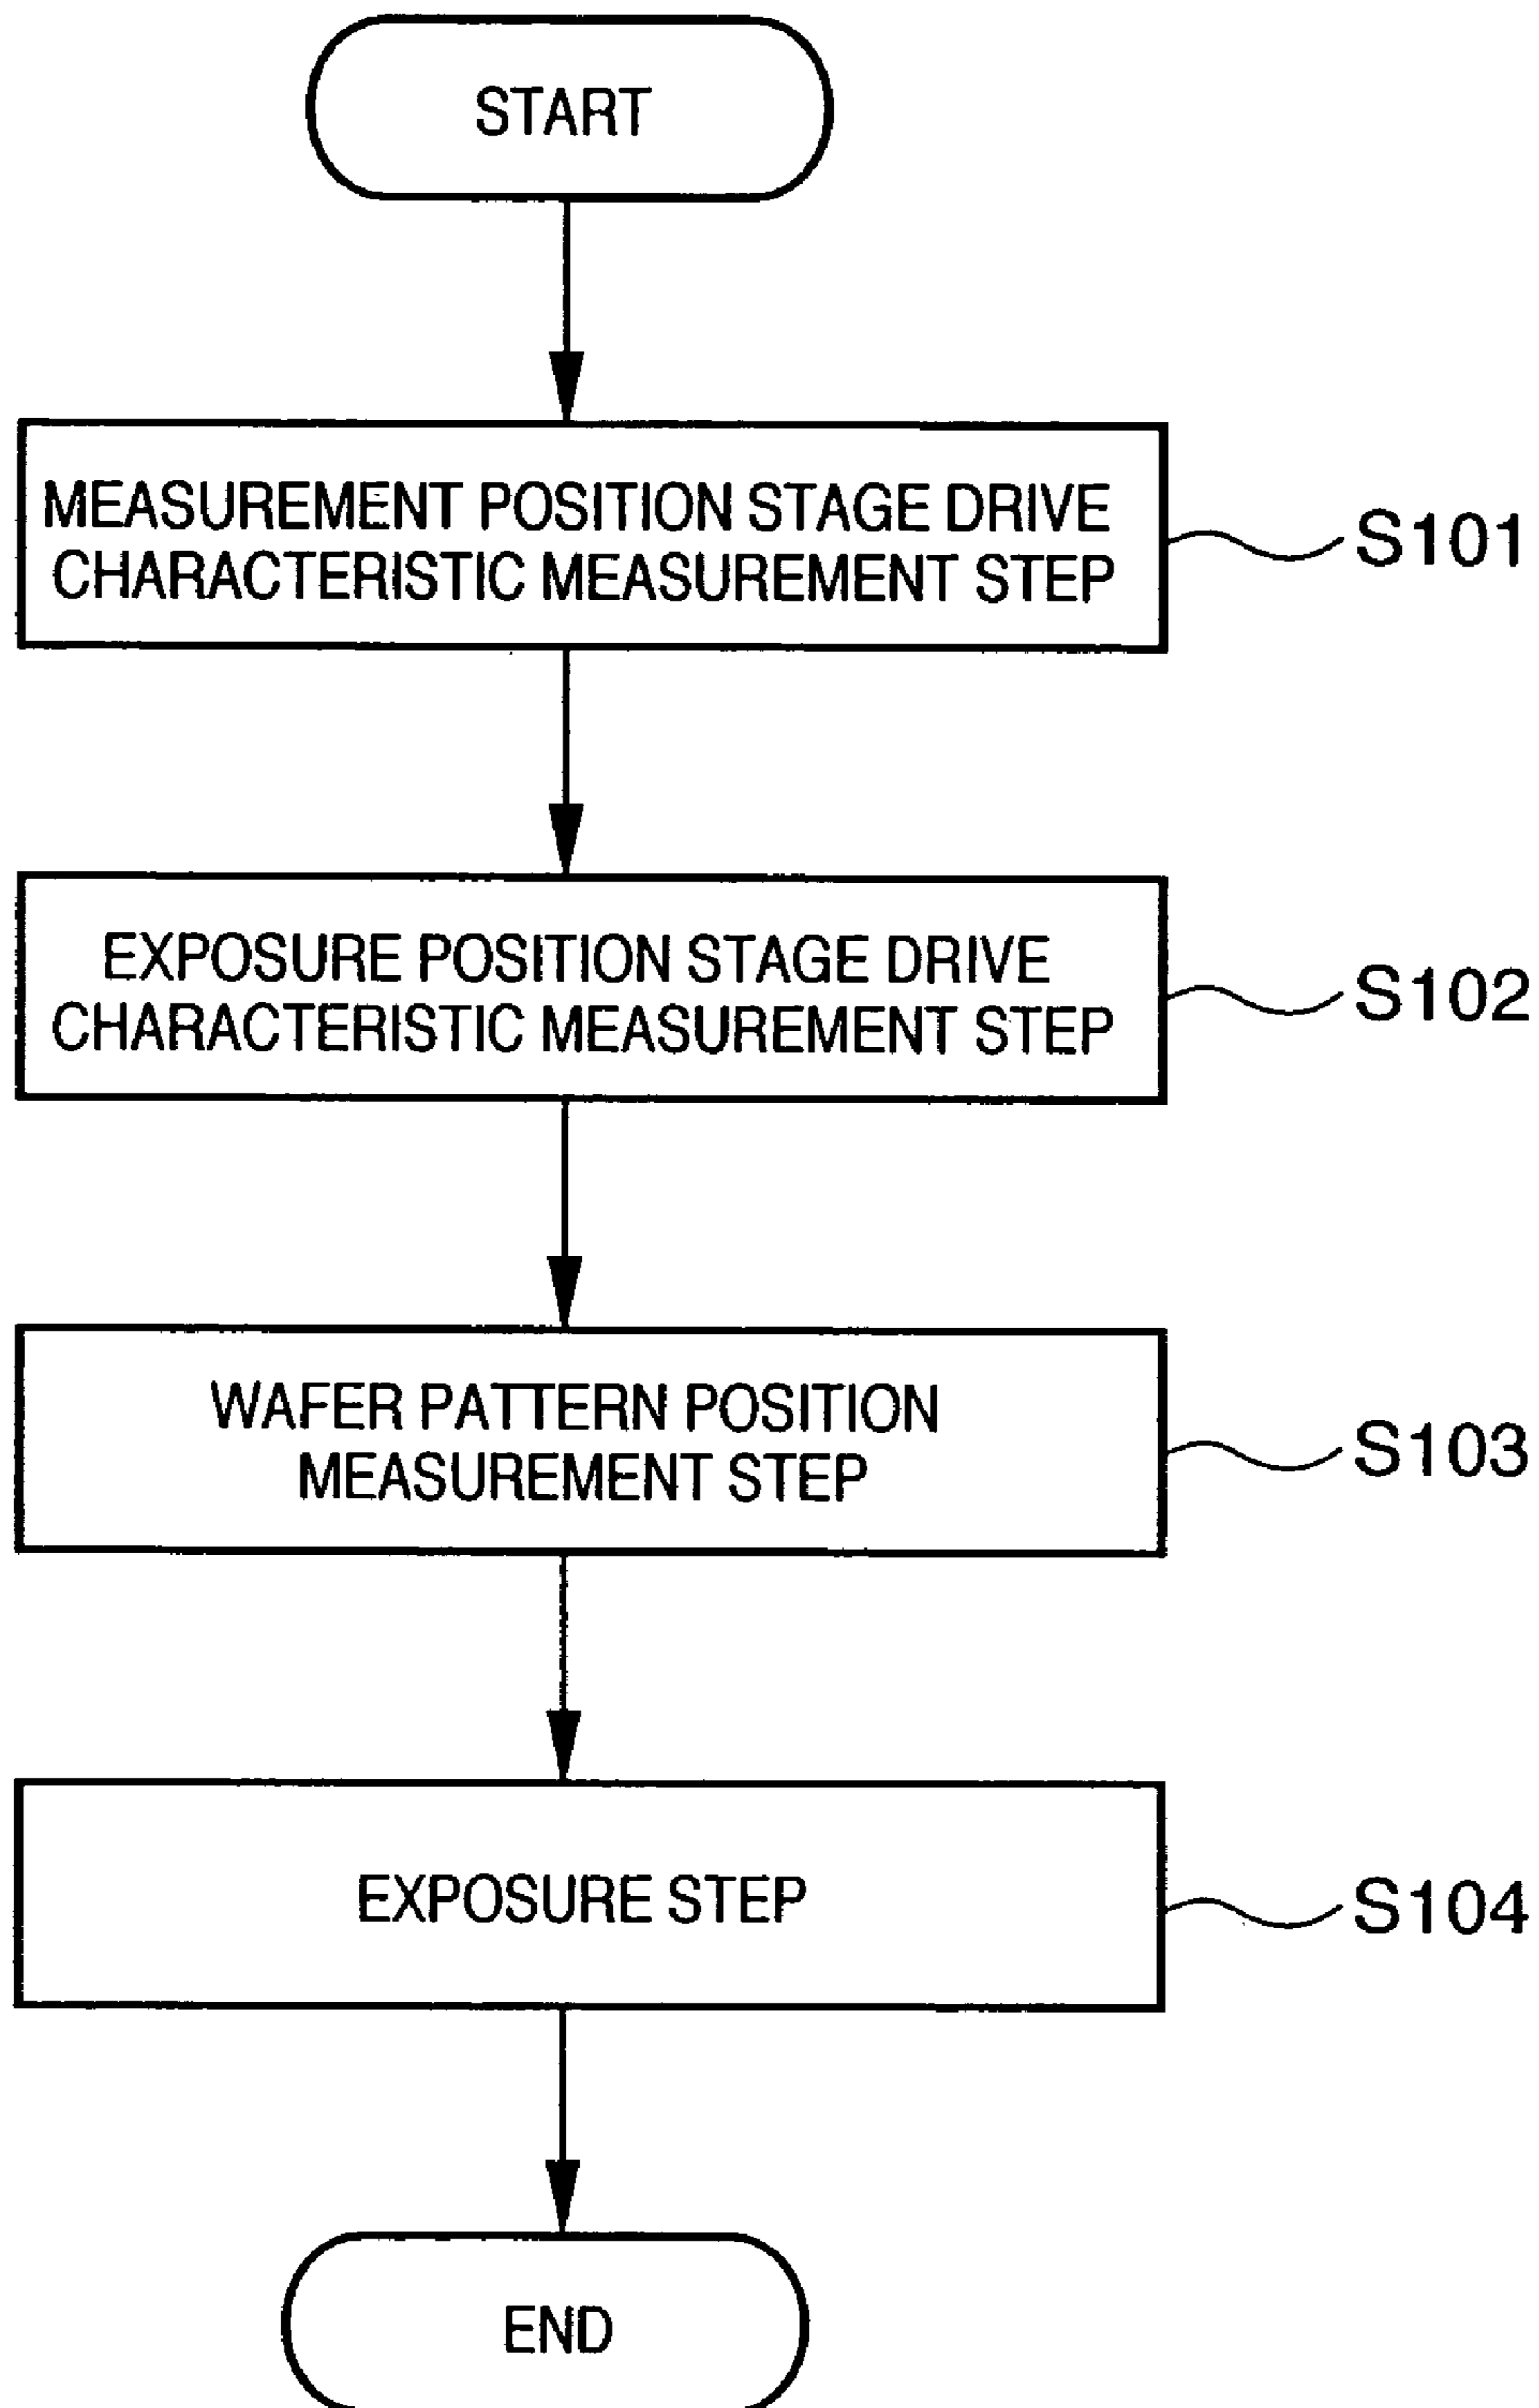 START
MEASUREMENT POSITION STAGE DRIVE
CHARACTERISTIC MEASUREMENT STEP
S101
EXPOSURE POSITION STAGE DRIVE
CHARACTERISTIC MEASUREMENT STEP
S102
WAFER PATTERN POSITION
MEASUREMENT STEP
S103
EXPOSURE STEP
S104
END